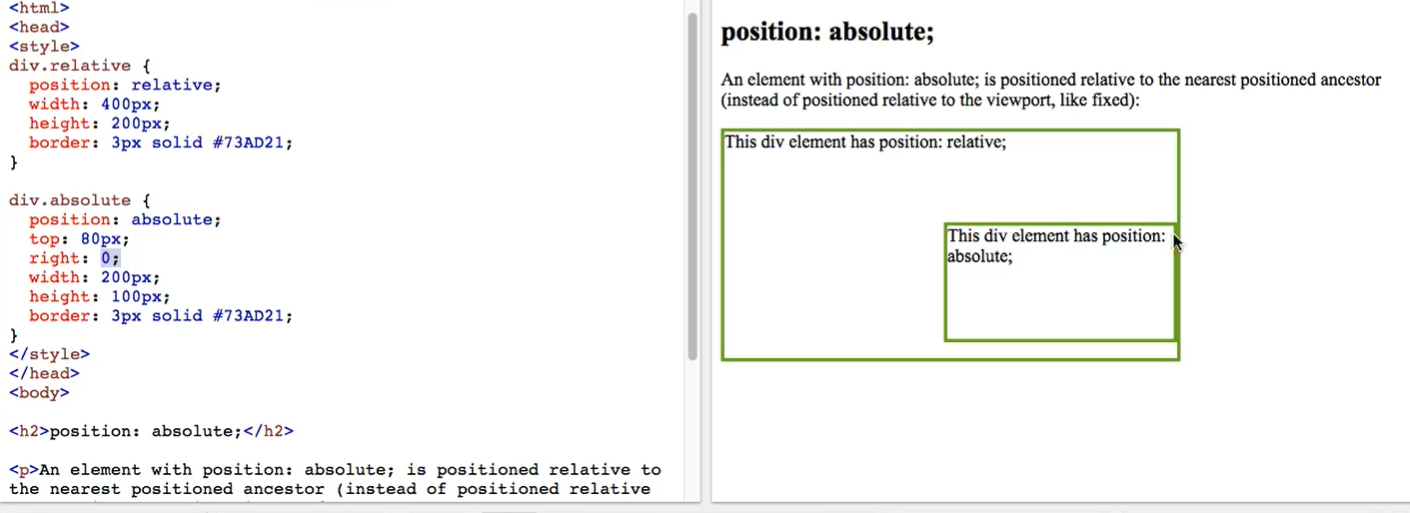 <html>
<head>
<style>
div.relative {
  position: relative;
  width: 400px;
  height: 200px;
  border: 3px solid #73AD21;
}
div.absolute {
  position: absolute;
  top: 80px;
  right: 0;
  width: 200px;
  height: 100px;
  border: 3px solid #73AD21;
}
</style>
</head>
<body>
<h2>position: absolute;</h2>
<p>An element with position: absolute; is positioned relative to
the nearest positioned ancestor (instead of positioned relative
position: absolute;
An element with position: absolute; is positioned relative to the nearest positioned ancestor
(instead of positioned relative to the viewport, like fixed):
This div element has position: relative;
This div element has position:
absolute;